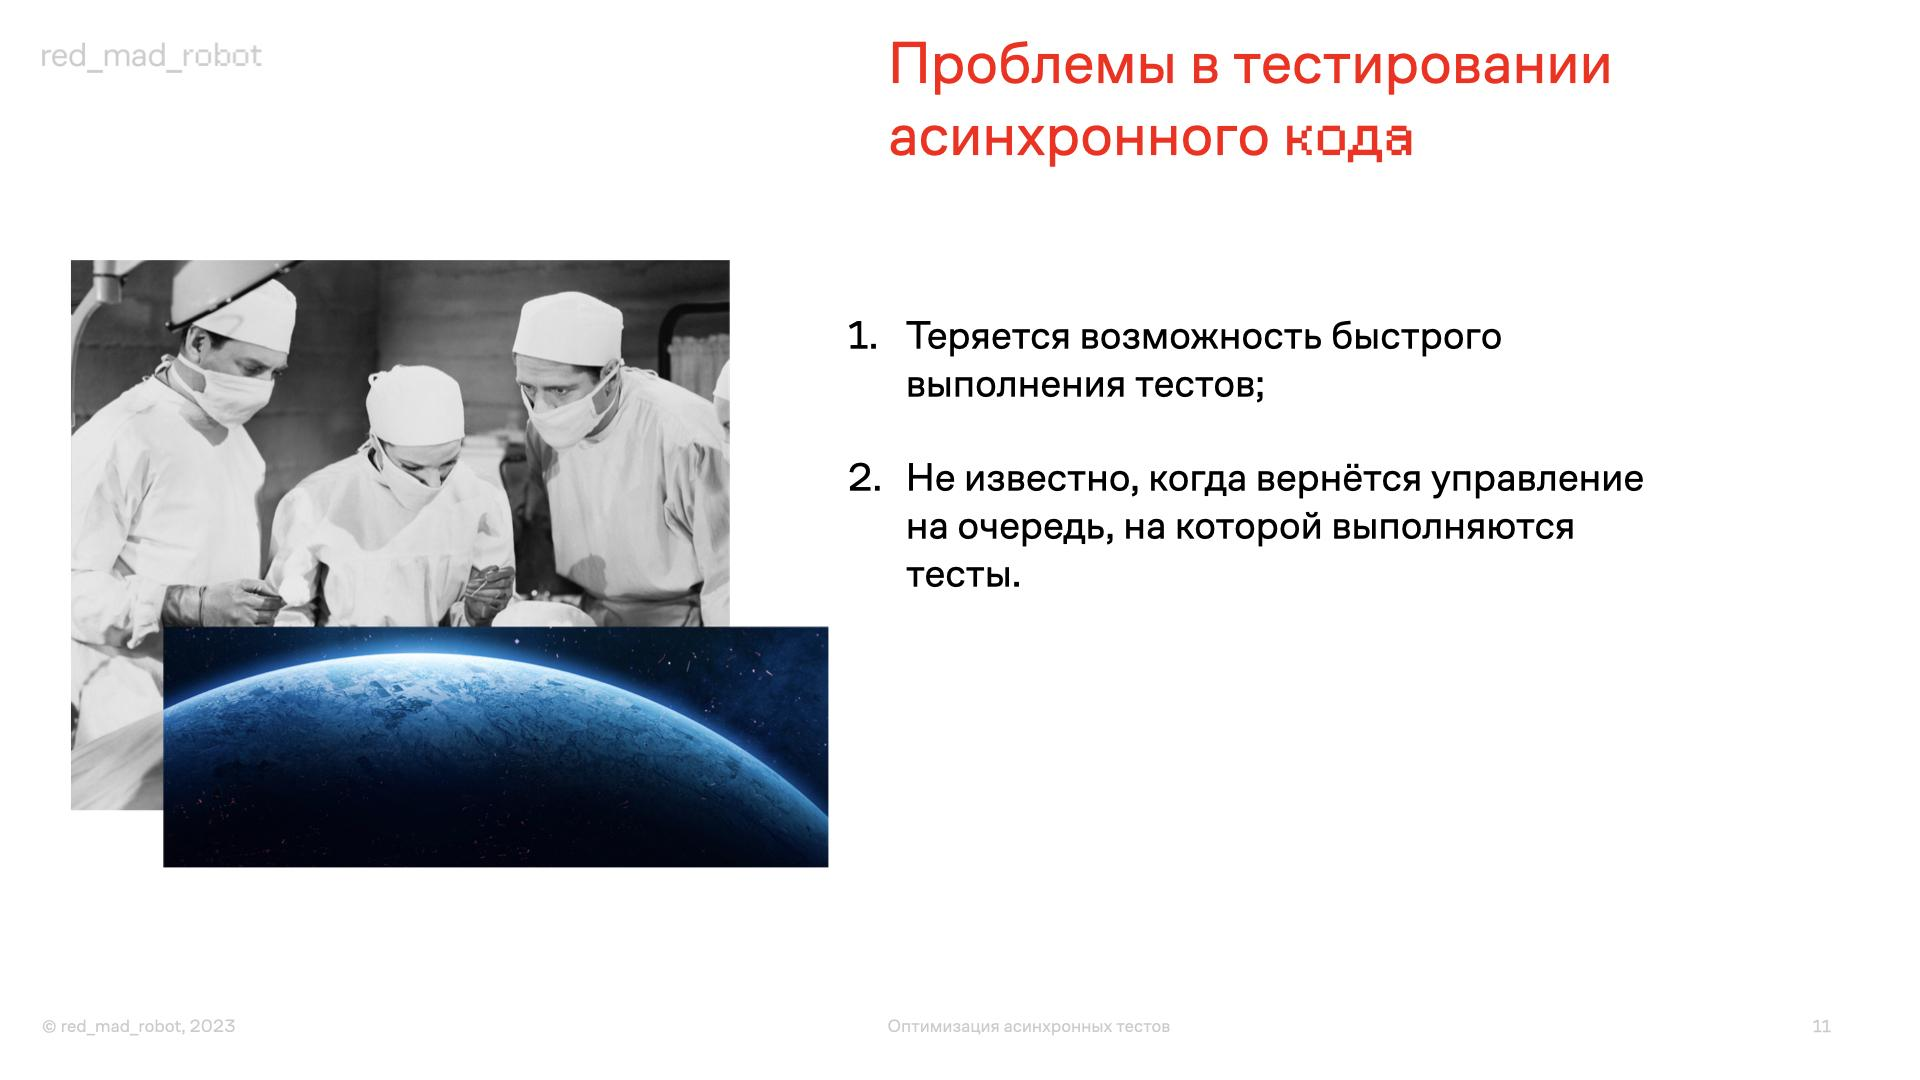 red_mad_robot
Проблемы в тестировании
асинхронного кода
1. Теряется возможность быстрого
выполнения тестов;
2. Не известно, когда вернётся управление
на очередь, на которой выполняются
тесты.
© red_mad_robot, 2023
Оптимизация асинхронных тестов
11